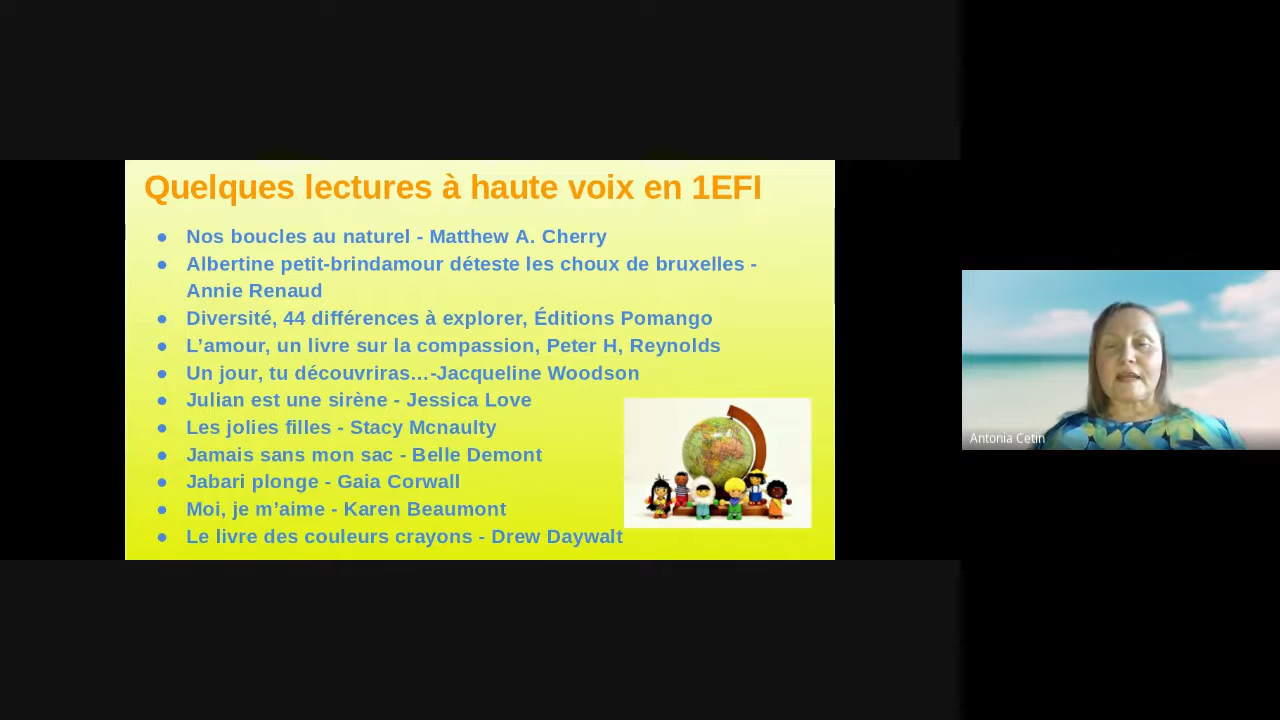 Quelques lectures à haute voix en 1EFI
● Nos boucles au naturel - Matthew A. Cherry
● Albertine petit-brindamour déteste les choux de bruxelles -
Annie Renaud
● Diversité, 44 différences à explorer, Éditions Pomango
● L’amour, un livre sur la compassion, Peter H, Reynolds
● Un jour, tu découvriras…-Jacqueline Woodson
● Julian est une sirène - Jessica Love
● Les jolies filles - Stacy Mcnaulty
● Jamais sans mon sac - Belle Demont
● Jabari plonge - Gaia Corwall
● Moi, je m’aime - Karen Beaumont
● Le livre des couleurs crayons - Drew Daywalt
Antonia Cetin